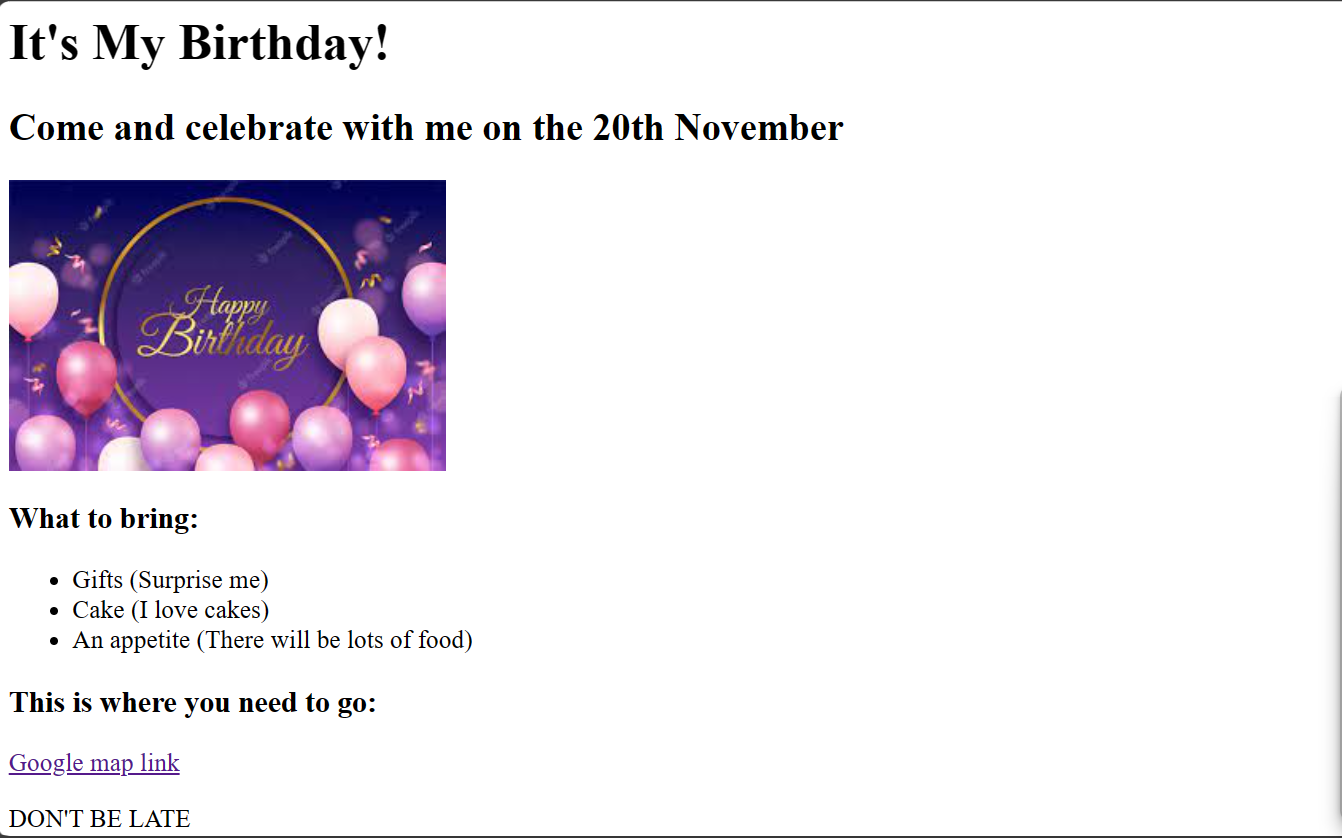 It's My Birthday!
Come and celebrate with me on the 20th November
Happy
Birthday
What to bring:
Gifts (Surprise me)
Cake (I love cakes)
An appetite (There will be lots of food)
This is where you need to go:
Google map link
DON'T BE LATE